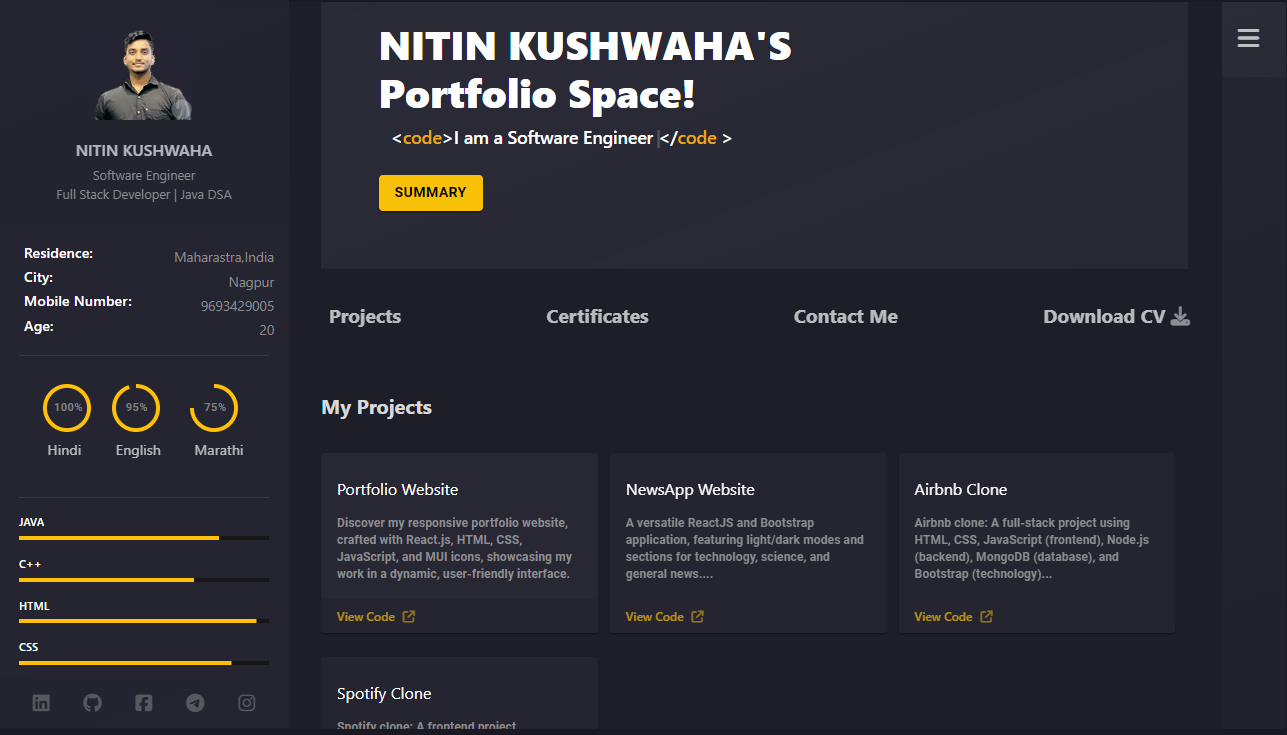 NITIN KUSHWAHA
Software Engineer
Full Stack Developer | Java DSA
Residence: Maharastra,India
City: Nagpur
Mobile Number: 9693429005
Age: 20
100% 95% 75%
Hindi English Marathi
JAVA
C++
HTML
CSS
NITIN KUSHWAHA'S
Portfolio Space!
<code>I am a Software Engineer |</code >
SUMMARY
Projects Certificates Contact Me Download CV
My Projects
Portfolio Website
Discover my responsive portfolio website,
crafted with React.js, HTML, CSS,
JavaScript, and MUI icons, showcasing my
work in a dynamic, user-friendly interface.
View Code
NewsApp Website
A versatile ReactJS and Bootstrap
application, featuring light/dark modes and
sections for technology, science, and
general news....
View Code
Airbnb Clone
Airbnb clone: A full-stack project using
HTML, CSS, JavaScript (frontend), Node.js
(backend), MongoDB (database), and
Bootstrap (technology)...
View Code
Spotify Clone
Spotify clone: A frontend project